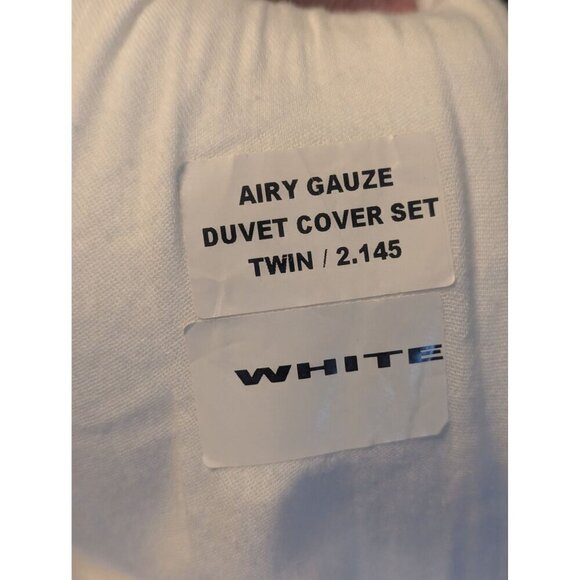 AIRY GAUZE
DUVET COVER SET
TWIN / 2.145
WHITE